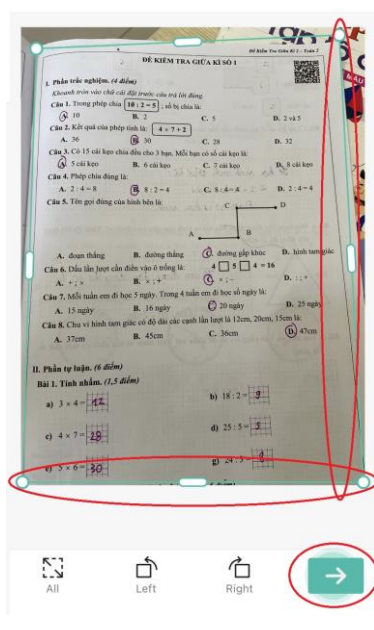 Đề Kiểm Tra Giữa Kì 2 - Toán 2
ĐỀ KIỂM TRA GIỮA KÌ SỐ 1
I. Phần trắc nghiệm. (4 điểm)
Khoanh tròn vào chữ cái đặt trước câu trả lời đúng.
Câu 1. Trong phép chia 10 : 2 = 5 ; số bị chia là:
A. 10 B. 2 C. 5 D. 2 và 5
Câu 2. Kết quả của phép tính là: 4 × 7 + 2
A. 36 B. 30 C. 28 D. 32
Câu 3. Có 15 cái kẹo chia đều cho 3 bạn. Mỗi bạn có số cái kẹo là:
A. 5 cái kẹo B. 6 cái kẹo C. 7 cái kẹo D. 8 cái kẹo
Câu 4. Phép chia đúng là:
A. 2 : 4 = 8 B. 8 : 2 = 4 C. 8 : 4 = 4 D. 2 : 4 = 4
Câu 5. Tên gọi đúng của hình bên là:
C D
A B
A. đoạn thẳng B. đường thẳng C. đường gấp khúc D. hình tam giác
Câu 6. Dấu lần lượt cần điền vào ô trống là: 4 □ 5 □ 4 = 16
A. + ; × B. × ; + C. × ; − D. : ; +
Câu 7. Mỗi tuần em đi học 5 ngày. Trong 4 tuần em đi học số ngày là:
A. 15 ngày B. 16 ngày C. 20 ngày D. 25 ngày
Câu 8. Chu vi hình tam giác có độ dài các cạnh lần lượt là 12cm, 20cm, 15cm là:
A. 37cm B. 45cm C. 36cm D. 47cm
II. Phần tự luận. (6 điểm)
Bài 1. Tính nhẩm. (1,5 điểm)
a) 3 × 4 = 12 b) 18 : 2 = 9
c) 4 × 7 = 28 d) 25 : 5 = 5
e) 5 × 6 = 30 g) 24 : 3 = 8
All Left Right